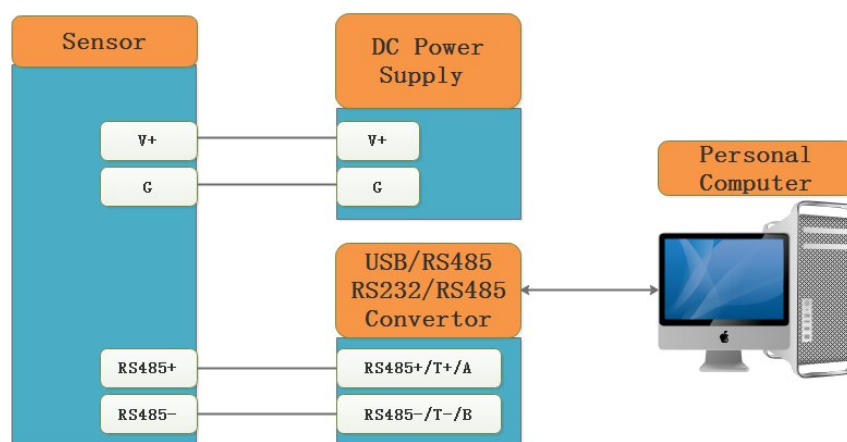 Sensor
V+
G
RS485+
RS485-
DC Power
Supply
V+
G
USB/RS485
RS232/RS485
Convertor
RS485+/T+/A
RS485-/T-/B
Personal
Computer